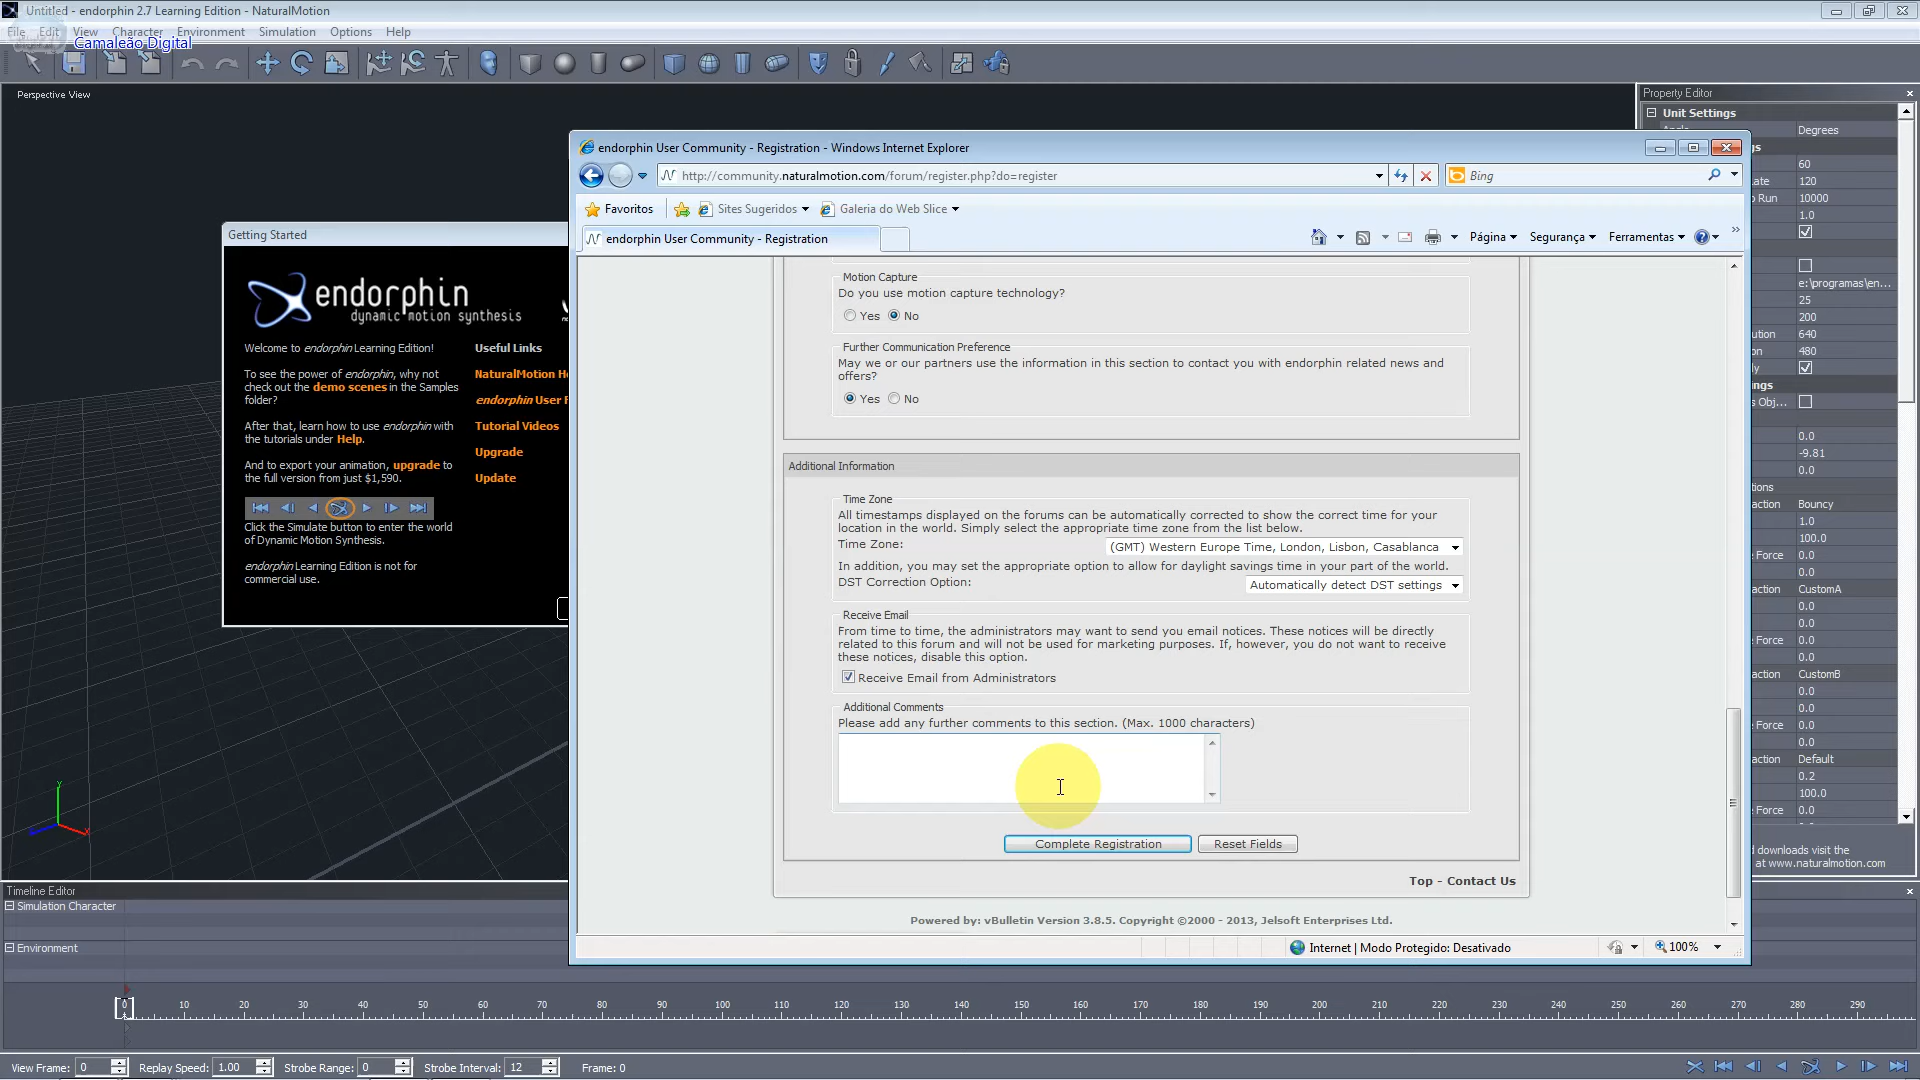 Untitled - endorphin 2.7 Learning Edition - NaturalMotion
File Edit View Character Environment Simulation Options Help
Camaleão Digital
Perspective View
Property Editor
Unit Settings
Degrees
60
120
10000
1.0
e:\programas\en...
25
200
640
480
0.0
-9.81
0.0
Bouncy
1.0
100.0
Force 0.0
0.0
CustomA
0.0
0.0
Force 0.0
0.0
CustomB
0.0
0.0
Force 0.0
0.0
Default
0.2
100.0
Force 0.0
d downloads visit the
at www.naturalmotion.com
Getting Started
endorphin
dynamic motion synthesis
Welcome to endorphin Learning Edition!
To see the power of endorphin, why not
check out the demo scenes in the Samples
folder?
After that, learn how to use endorphin with
the tutorials under Help.
And to export your animation, upgrade to
the full version from just $1,590.
Click the Simulate button to enter the world
of Dynamic Motion Synthesis.
endorphin Learning Edition is not for
commercial use.
Useful Links
NaturalMotion
endorphin User
Tutorial Videos
Upgrade
Update
endorphin User Community - Registration - Windows Internet Explorer
http://community.naturalmotion.com/forum/register.php?do=register
Bing
Favoritos Sites Sugeridos Galeria do Web Slice
endorphin User Community - Registration
Página Segurança Ferramentas
Motion Capture
Do you use motion capture technology?
Yes No
Further Communication Preference
May we or our partners use the information in this section to contact you with endorphin related news and
offers?
Yes No
Additional Information
Time Zone
All timestamps displayed on the forums can be automatically corrected to show the correct time for your
location in the world. Simply select the appropriate time zone from the list below.
Time Zone: (GMT) Western Europe Time, London, Lisbon, Casablanca
In addition, you may set the appropriate option to allow for daylight savings time in your part of the world.
DST Correction Option: Automatically detect DST settings
Receive Email
From time to time, the administrators may want to send you email notices. These notices will be directly
related to this forum and will not be used for marketing purposes. If, however, you do not want to receive
these notices, disable this option.
Receive Email from Administrators
Additional Comments
Please add any further comments to this section. (Max. 1000 characters)
Complete Registration Reset Fields
Top - Contact Us
Powered by: vBulletin Version 3.8.5. Copyright ©2000 - 2013, Jelsoft Enterprises Ltd.
Internet | Modo Protegido: Desativado 100%
Timeline Editor
Simulation Character
Environment
0 10 20 30 40 50 60 70 80 90 100 110 120 130 140 150 160 170 180 190 200 210 220 230 240 250 260 270 280 290
View Frame: 0 Replay Speed: 1.00 Strobe Range: 0 Strobe Interval: 12 Frame: 0